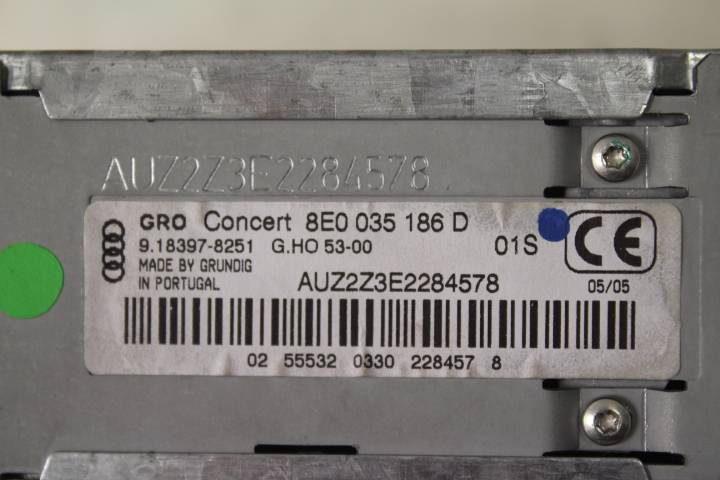 AUZ2Z3E2284578
GRO Concert 8E0 035 186 D
9.18397-8251 G.HO 53-00 01S
MADE BY GRUNDIG
IN PORTUGAL
AUZ2Z3E2284578
CE
05/05
02 55532 0330 228457 8